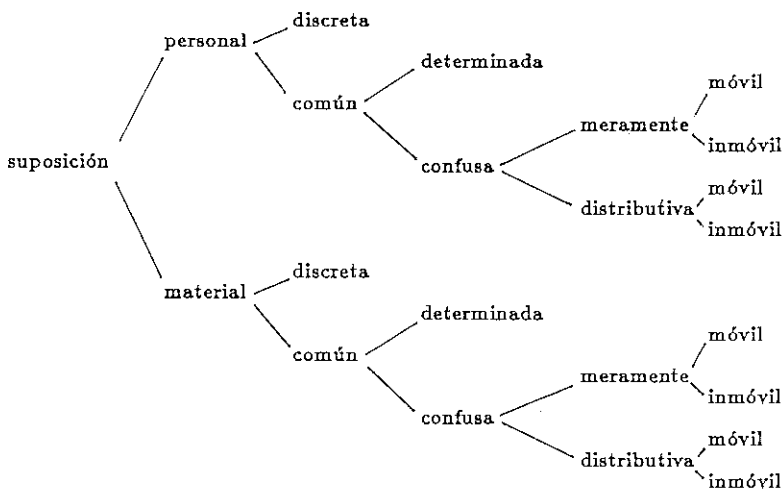 discreta
personal
determinada
común
móvil
meramente
inmóvil
suposición
confusa
móvil
distributiva
inmóvil
discreta
material
determinada
común
móvil
meramente
inmóvil
confusa
móvil
distributiva
inmóvil